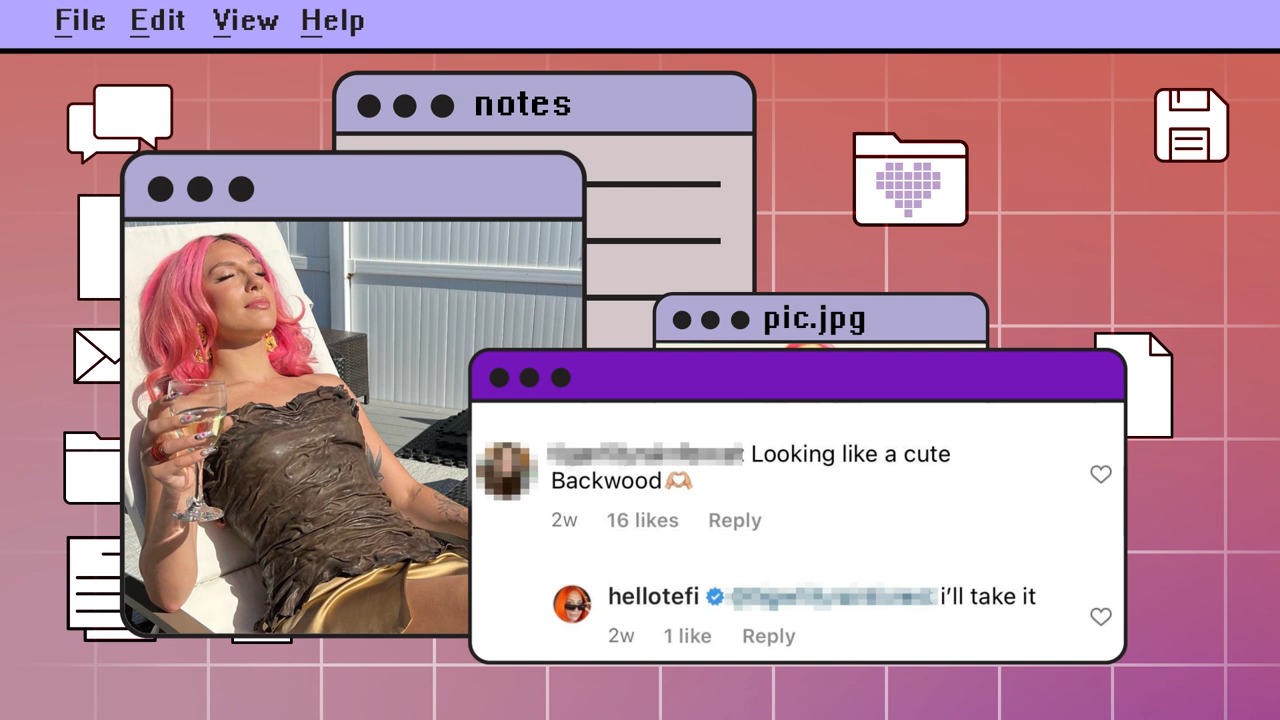 File Edit View Help
notes
pic.jpg
Looking like a cute
Backwood🫶🏼
2w 16 likes Reply
hellotefi i’ll take it
2w 1 like Reply